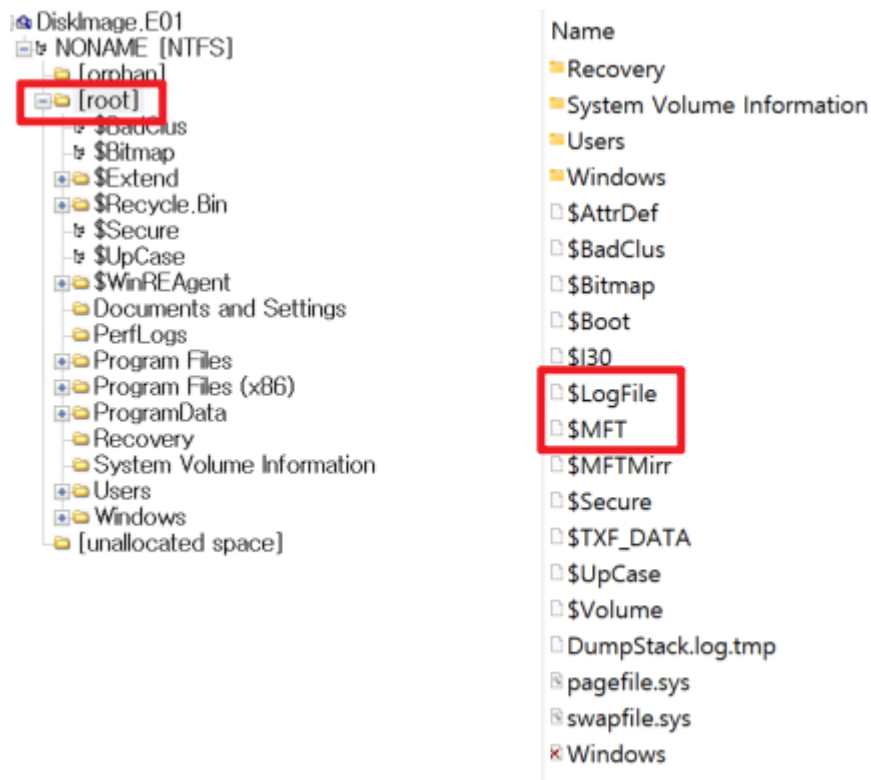 DiskImage.E01
NONAME [NTFS]
[orphan]
[root]
$BadClus
$Bitmap
$Extend
$Recycle.Bin
$Secure
$UpCase
$WinREAgent
Documents and Settings
PerfLogs
Program Files
Program Files (x86)
ProgramData
Recovery
System Volume Information
Users
Windows
[unallocated space]
Name
Recovery
System Volume Information
Users
Windows
$AttrDef
$BadClus
$Bitmap
$Boot
$I30
$LogFile
$MFT
$MFTMirr
$Secure
$TXF_DATA
$UpCase
$Volume
DumpStack.log.tmp
pagefile.sys
swapfile.sys
Windows